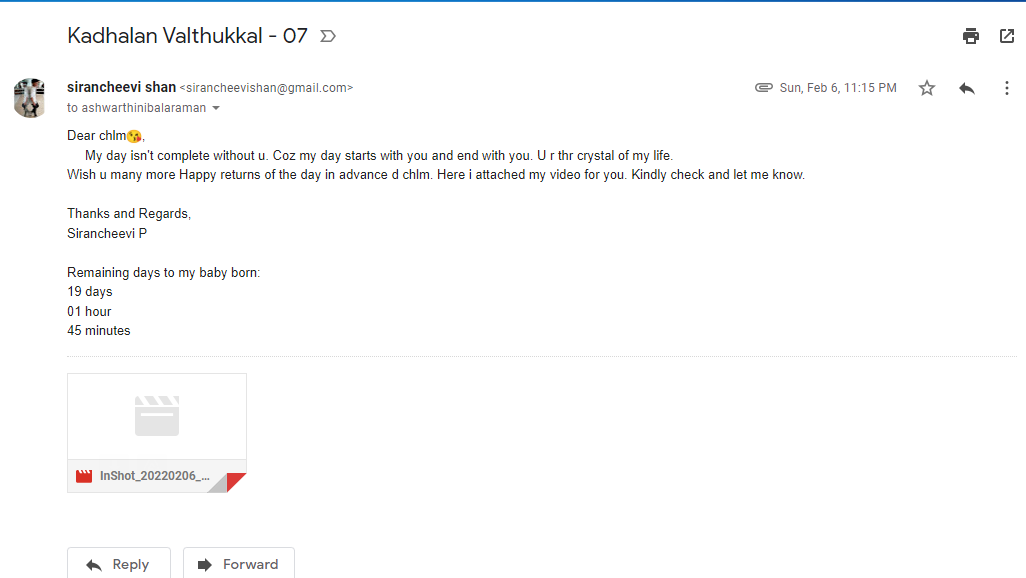 Kadhalan Valthukkal - 07
sirancheevi shan <sirancheevishan@gmail.com>
Sun, Feb 6, 11:15 PM
to ashwarthinibalaraman
Dear chlm😘,
My day isn't complete without u. Coz my day starts with you and end with you. U r thr crystal of my life.
Wish u many more Happy returns of the day in advance d chlm. Here i attached my video for you. Kindly check and let me know.
Thanks and Regards,
Sirancheevi P
Remaining days to my baby born:
19 days
01 hour
45 minutes
InShot_20220206_...
Reply
Forward